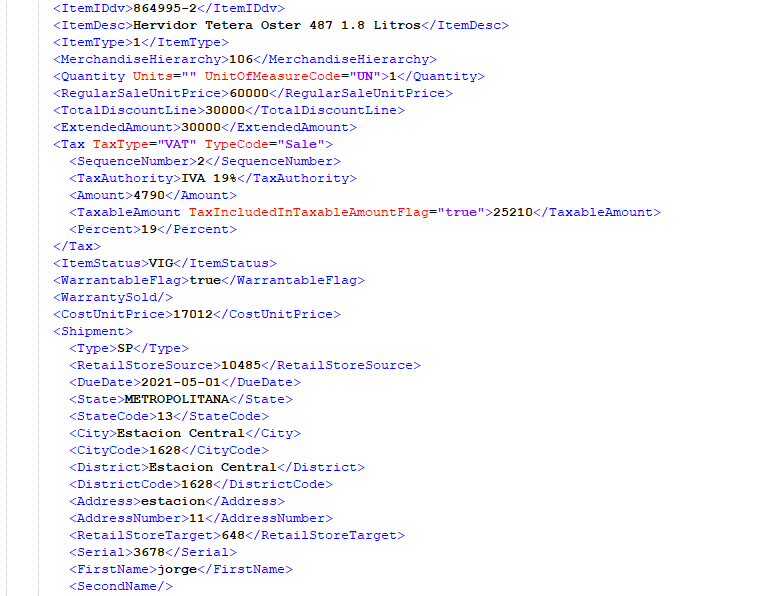 <ItemIDdv>864995-2</ItemIDdv>
<ItemDesc>Hervidor Tetera Oster 487 1.8 Litros</ItemDesc>
<ItemType>1</ItemType>
<MerchandiseHierarchy>106</MerchandiseHierarchy>
<Quantity Units="" UnitOfMeasureCode="UN">1</Quantity>
<RegularSaleUnitPrice>60000</RegularSaleUnitPrice>
<TotalDiscountLine>30000</TotalDiscountLine>
<ExtendedAmount>30000</ExtendedAmount>
<Tax TaxType="VAT" TypeCode="Sale">
<SequenceNumber>2</SequenceNumber>
<TaxAuthority>IVA 19%</TaxAuthority>
<Amount>4790</Amount>
<TaxableAmount TaxIncludedInTaxableAmountFlag="true">25210</TaxableAmount>
<Percent>19</Percent>
</Tax>
<ItemStatus>VIG</ItemStatus>
<WarrantableFlag>true</WarrantableFlag>
<WarrantySold/>
<CostUnitPrice>17012</CostUnitPrice>
<Shipment>
<Type>SP</Type>
<RetailStoreSource>10485</RetailStoreSource>
<DueDate>2021-05-01</DueDate>
<State>METROPOLITANA</State>
<StateCode>13</StateCode>
<City>Estacion Central</City>
<CityCode>1628</CityCode>
<District>Estacion Central</District>
<DistrictCode>1628</DistrictCode>
<Address>estacion</Address>
<AddressNumber>11</AddressNumber>
<RetailStoreTarget>648</RetailStoreTarget>
<Serial>3678</Serial>
<FirstName>jorge</FirstName>
<SecondName/>